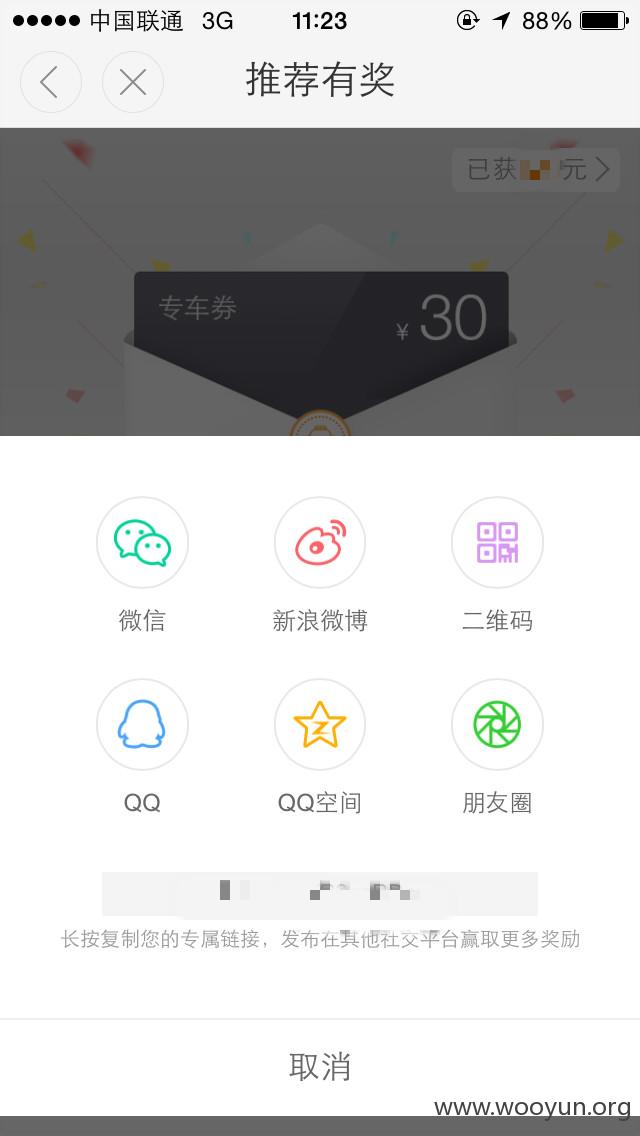 中国联通 3G 11:23 88%
推荐有奖
已获 元
专车券
¥ 30
微信 新浪微博 二维码
QQ QQ空间 朋友圈
长按复制您的专属链接，发布在其他社交平台赢取更多奖励
取消
www.wooyun.org